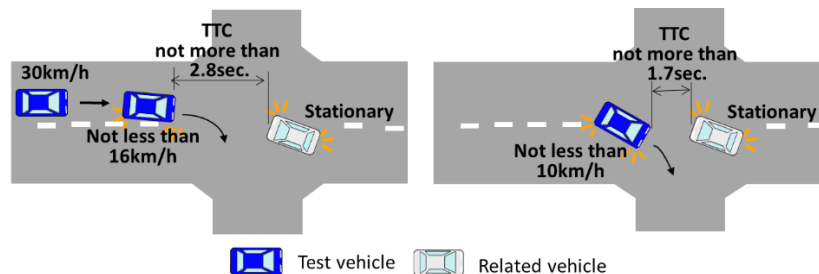 TTC
not more than
2.8sec.
30km/h
Stationary
Not less than
16km/h
TTC
not more than
1.7sec.
Stationary
Not less than
10km/h
Test vehicle
Related vehicle